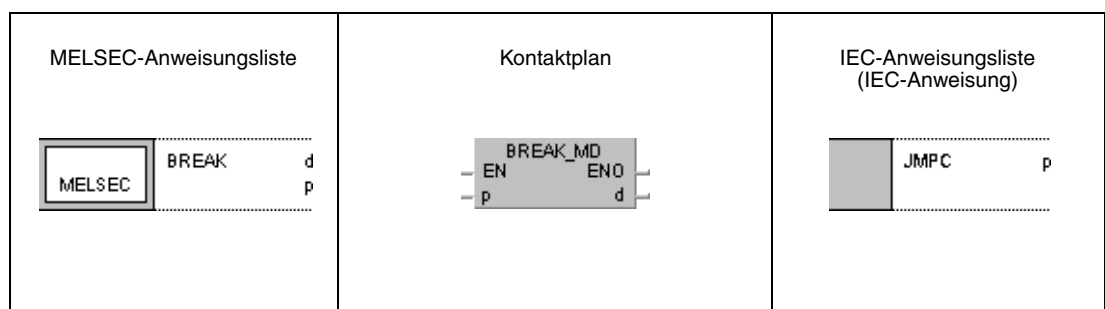 MELSEC-Anweisungsliste
MELSEC
BREAK d
p
Kontaktplan
BREAK_MD
EN ENO
p d
IEC-Anweisungsliste
(IEC-Anweisung)
JMPC p